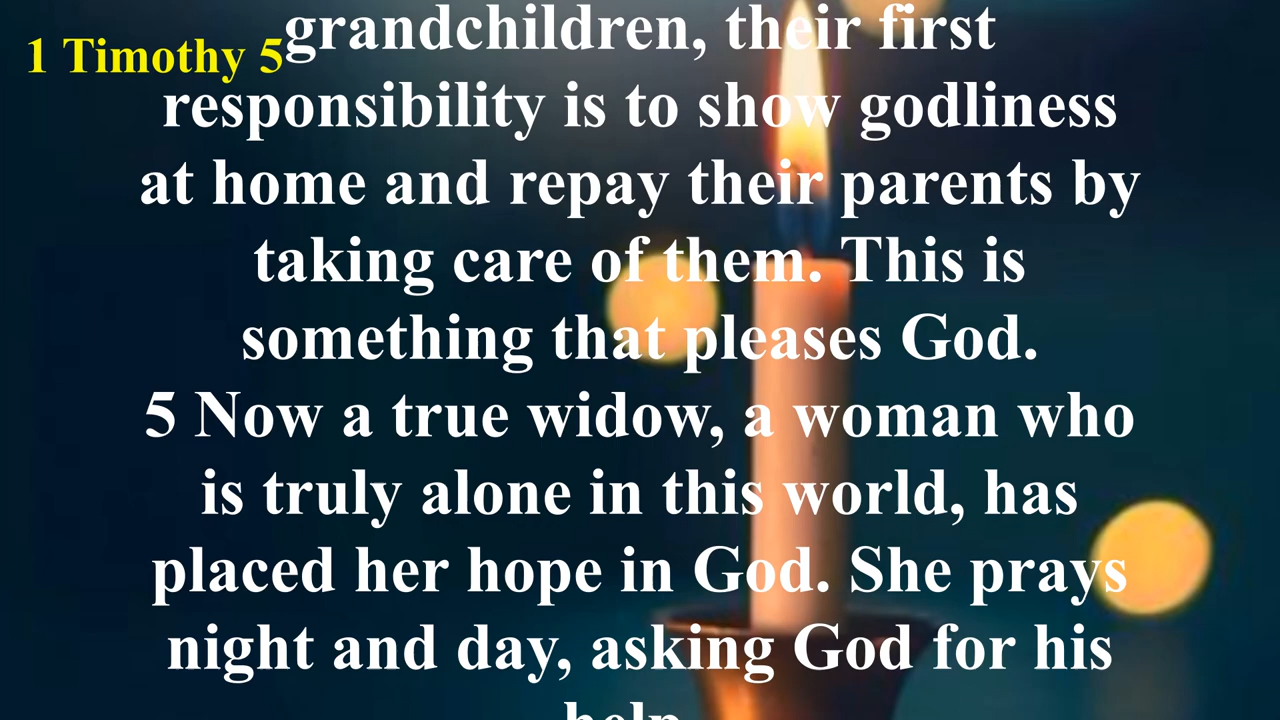 1 Timothy 5
grandchildren, their first
responsibility is to show godliness
at home and repay their parents by
taking care of them. This is
something that pleases God.
5 Now a true widow, a woman who
is truly alone in this world, has
placed her hope in God. She prays
night and day, asking God for his
help.